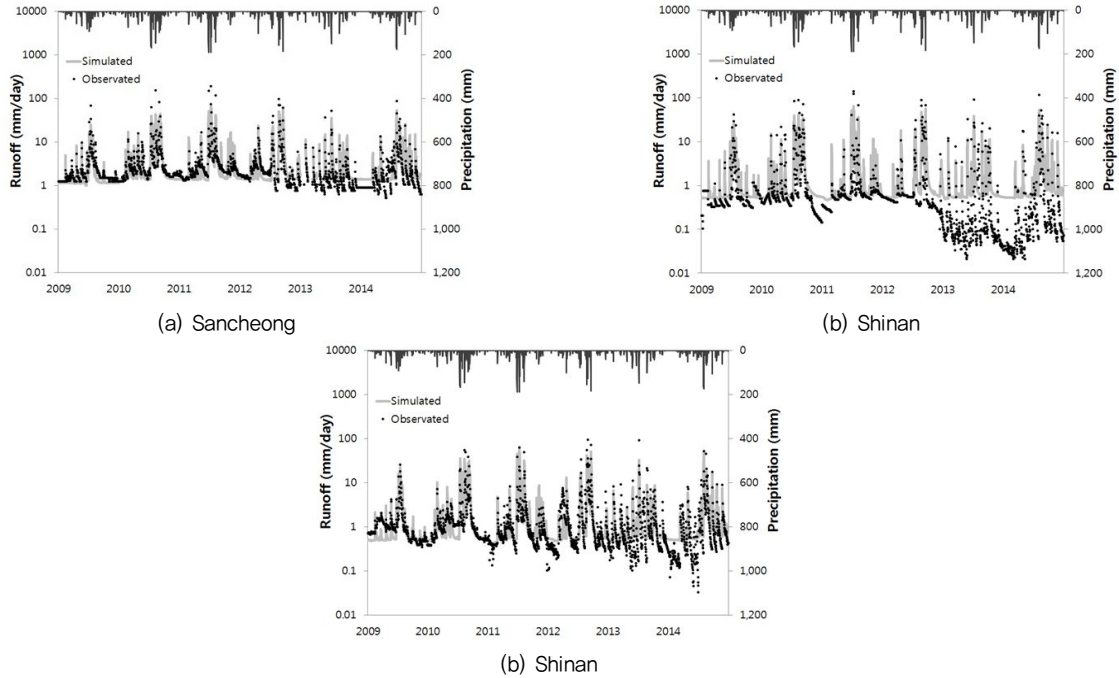 10000
1000
100
10
1
0.1
0.01
Runoff (mm/day)
Simulated
Observated
0
200
400
600
800
1,000
1,200
Precipitation (mm)
2009 2010 2011 2012 2013 2014
(a) Sancheong
10000
1000
100
10
1
0.1
0.01
Runoff (mm/day)
Simulated
Observated
0
200
400
600
800
1,000
1,200
Precipitation (mm)
2009 2010 2011 2012 2013 2014
(b) Shinan
10000
1000
100
10
1
0.1
0.01
Runoff (mm/day)
Simulated
Observated
0
200
400
600
800
1,000
1,200
Precipitation (mm)
2009 2010 2011 2012 2013 2014
(b) Shinan